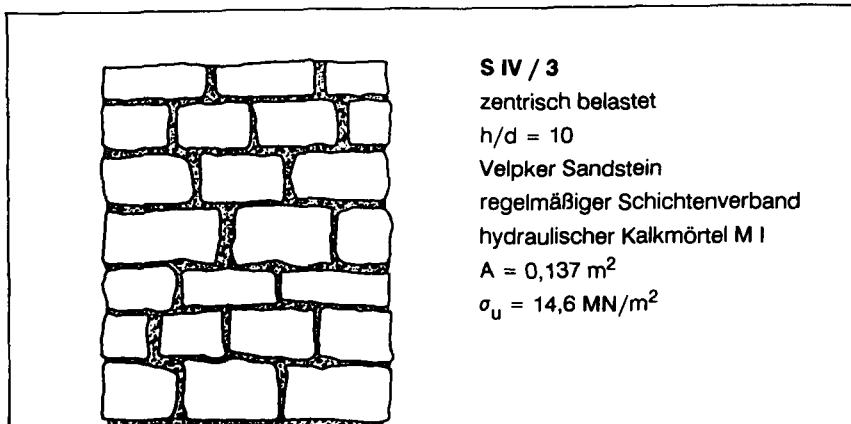 S IV / 3
zentrisch belastet
h/d = 10
Velpker Sandstein
regelmäßiger Schichtenverband
hydraulischer Kalkmörtel M I
A = 0,137 m²
σu = 14,6 MN/m²